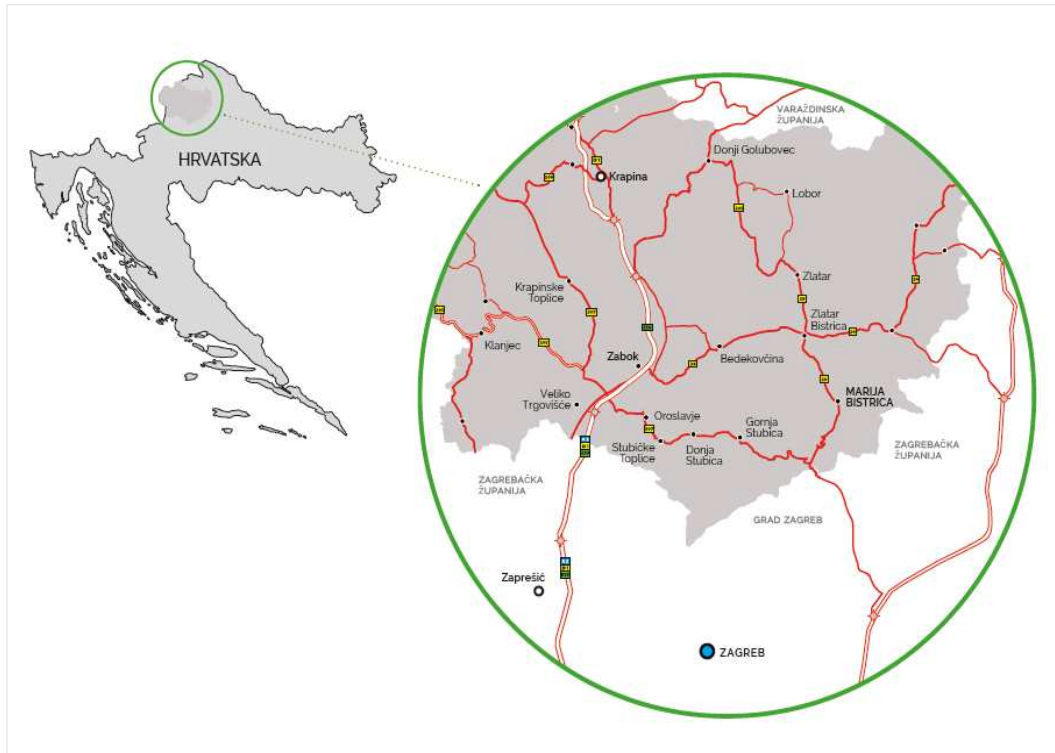 HRVATSKA
VARAŽDINSKA
ŽUPANIJA
Donji Golubovec
Krapina
Lobor
Zlatar
Krapinske
Toplice
Zlatar
Bistrica
Klanjec
Zabok
Bedekovčina
Veliko
Trgovišće
MARIJA
BISTRICA
Oroslavje
Gornja
Stubica
Stubičke
Toplice
Donja
Stubica
ZAGREBAČKA
ŽUPANIJA
ZAGREBAČKA
ŽUPANIJA
GRAD ZAGREB
Zaprešić
ZAGREB